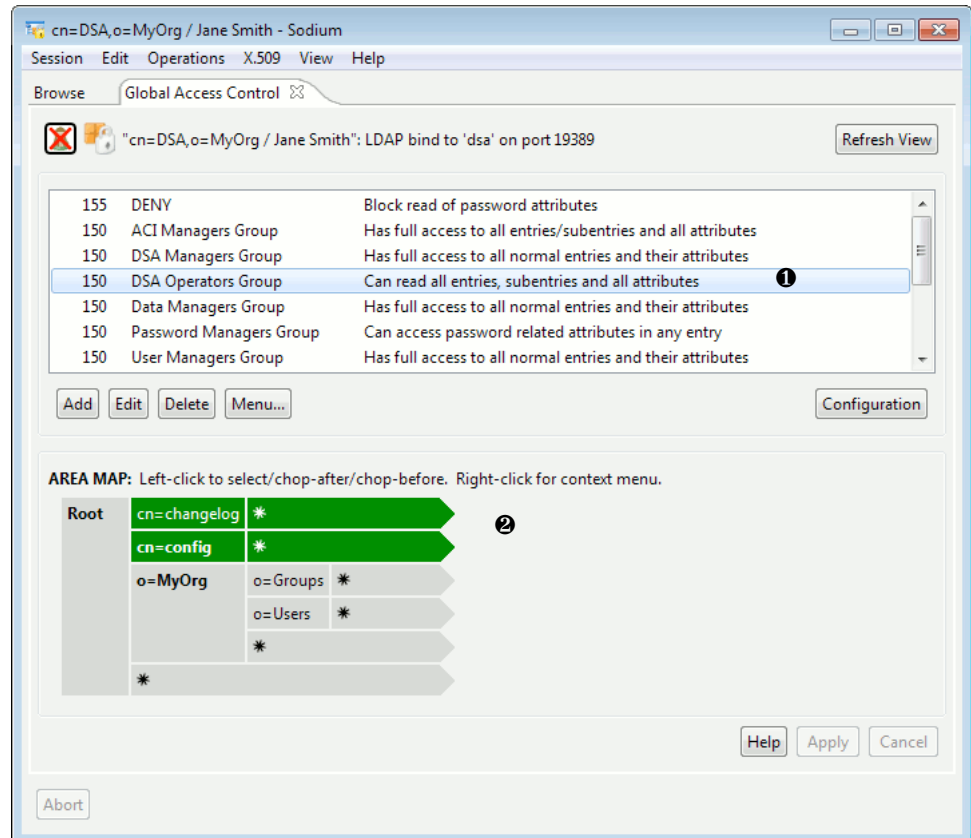 cn=DSA,o=MyOrg / Jane Smith - Sodium
Session Edit Operations X.509 View Help
Browse Global Access Control
"cn=DSA,o=MyOrg / Jane Smith": LDAP bind to 'dsa' on port 19389 Refresh View
155 DENY Block read of password attributes
150 ACI Managers Group Has full access to all entries/subentries and all attributes
150 DSA Managers Group Has full access to all normal entries and their attributes
150 DSA Operators Group Can read all entries, subentries and all attributes ❶
150 Data Managers Group Has full access to all normal entries and their attributes
150 Password Managers Group Can access password related attributes in any entry
150 User Managers Group Has full access to all normal entries and their attributes
Add Edit Delete Menu... Configuration
AREA MAP: Left-click to select/chop-after/chop-before. Right-click for context menu.
Root cn=changelog * ❷
cn=config *
o=MyOrg o=Groups *
o=Users *
*
*
Help Apply Cancel
Abort